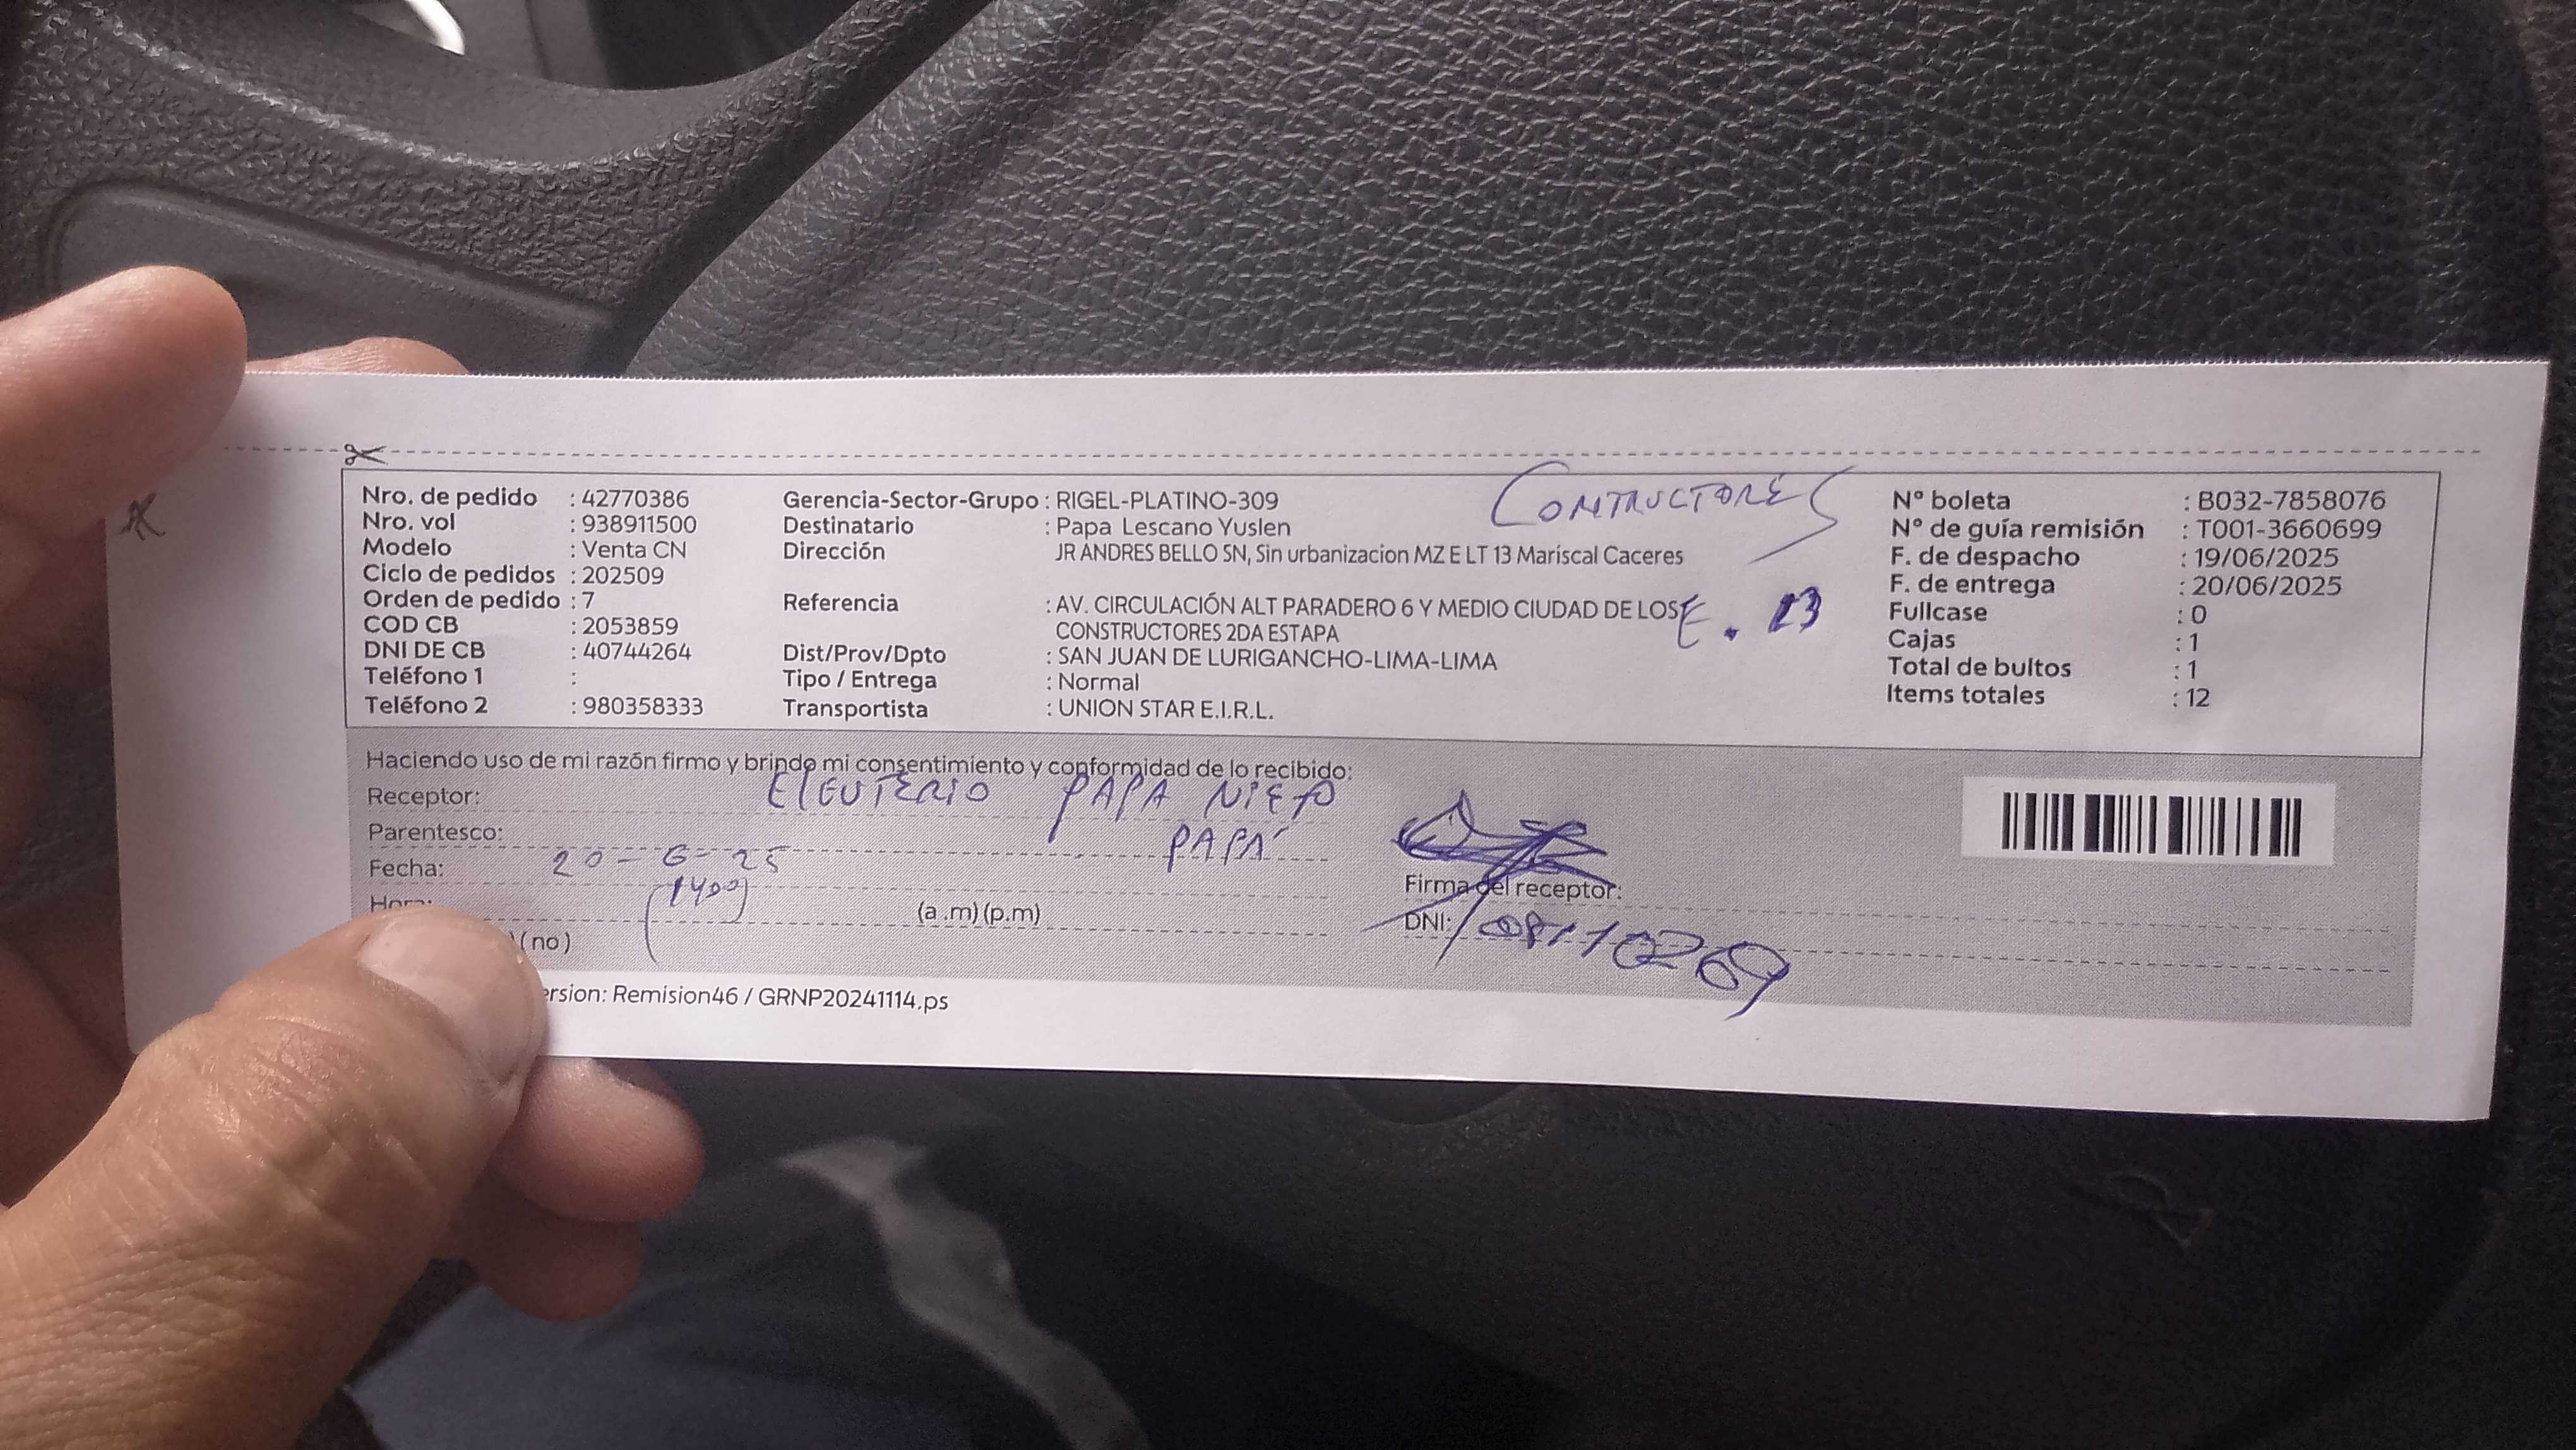 Nro. de pedido : 42770386
Nro. vol : 938911500
Modelo : Venta CN
Ciclo de pedidos : 202509
Orden de pedido : 7
COD CB : 2053859
DNI DE CB : 40744264
Teléfono 1 :
Teléfono 2 : 980358333
Gerencia-Sector-Grupo : RIGEL-PLATINO-309
Destinatario : Papa Lescano Yuslen
Dirección JR ANDRES BELLO SN, Sin urbanizacion MZ E LT 13 Mariscal Caceres
Referencia : AV. CIRCULACIÓN ALT PARADERO 6 Y MEDIO CIUDAD DE LOS
CONSTRUCTORES 2DA ESTAPA
Dist/Prov/Dpto : SAN JUAN DE LURIGANCHO-LIMA-LIMA
Tipo / Entrega : Normal
Transportista : UNION STAR E.I.R.L.
CONTRUCTORES
E. 13
N° boleta : B032-7858076
N° de guía remisión : T001-3660699
F. de despacho : 19/06/2025
F. de entrega : 20/06/2025
Fullcase : 0
Cajas : 1
Total de bultos : 1
Items totales : 12
Haciendo uso de mi razón firmo y brindo mi consentimiento y conformidad de lo recibido:
Receptor: ELEUTERIO PAPA NIETO
Parentesco: PAPÁ
Fecha: 20-6-25
Hora: (1400) (a .m) (p.m)
(no)
Firma del receptor:
DNI: 08110269
ersion: Remision46 / GRNP20241114.ps